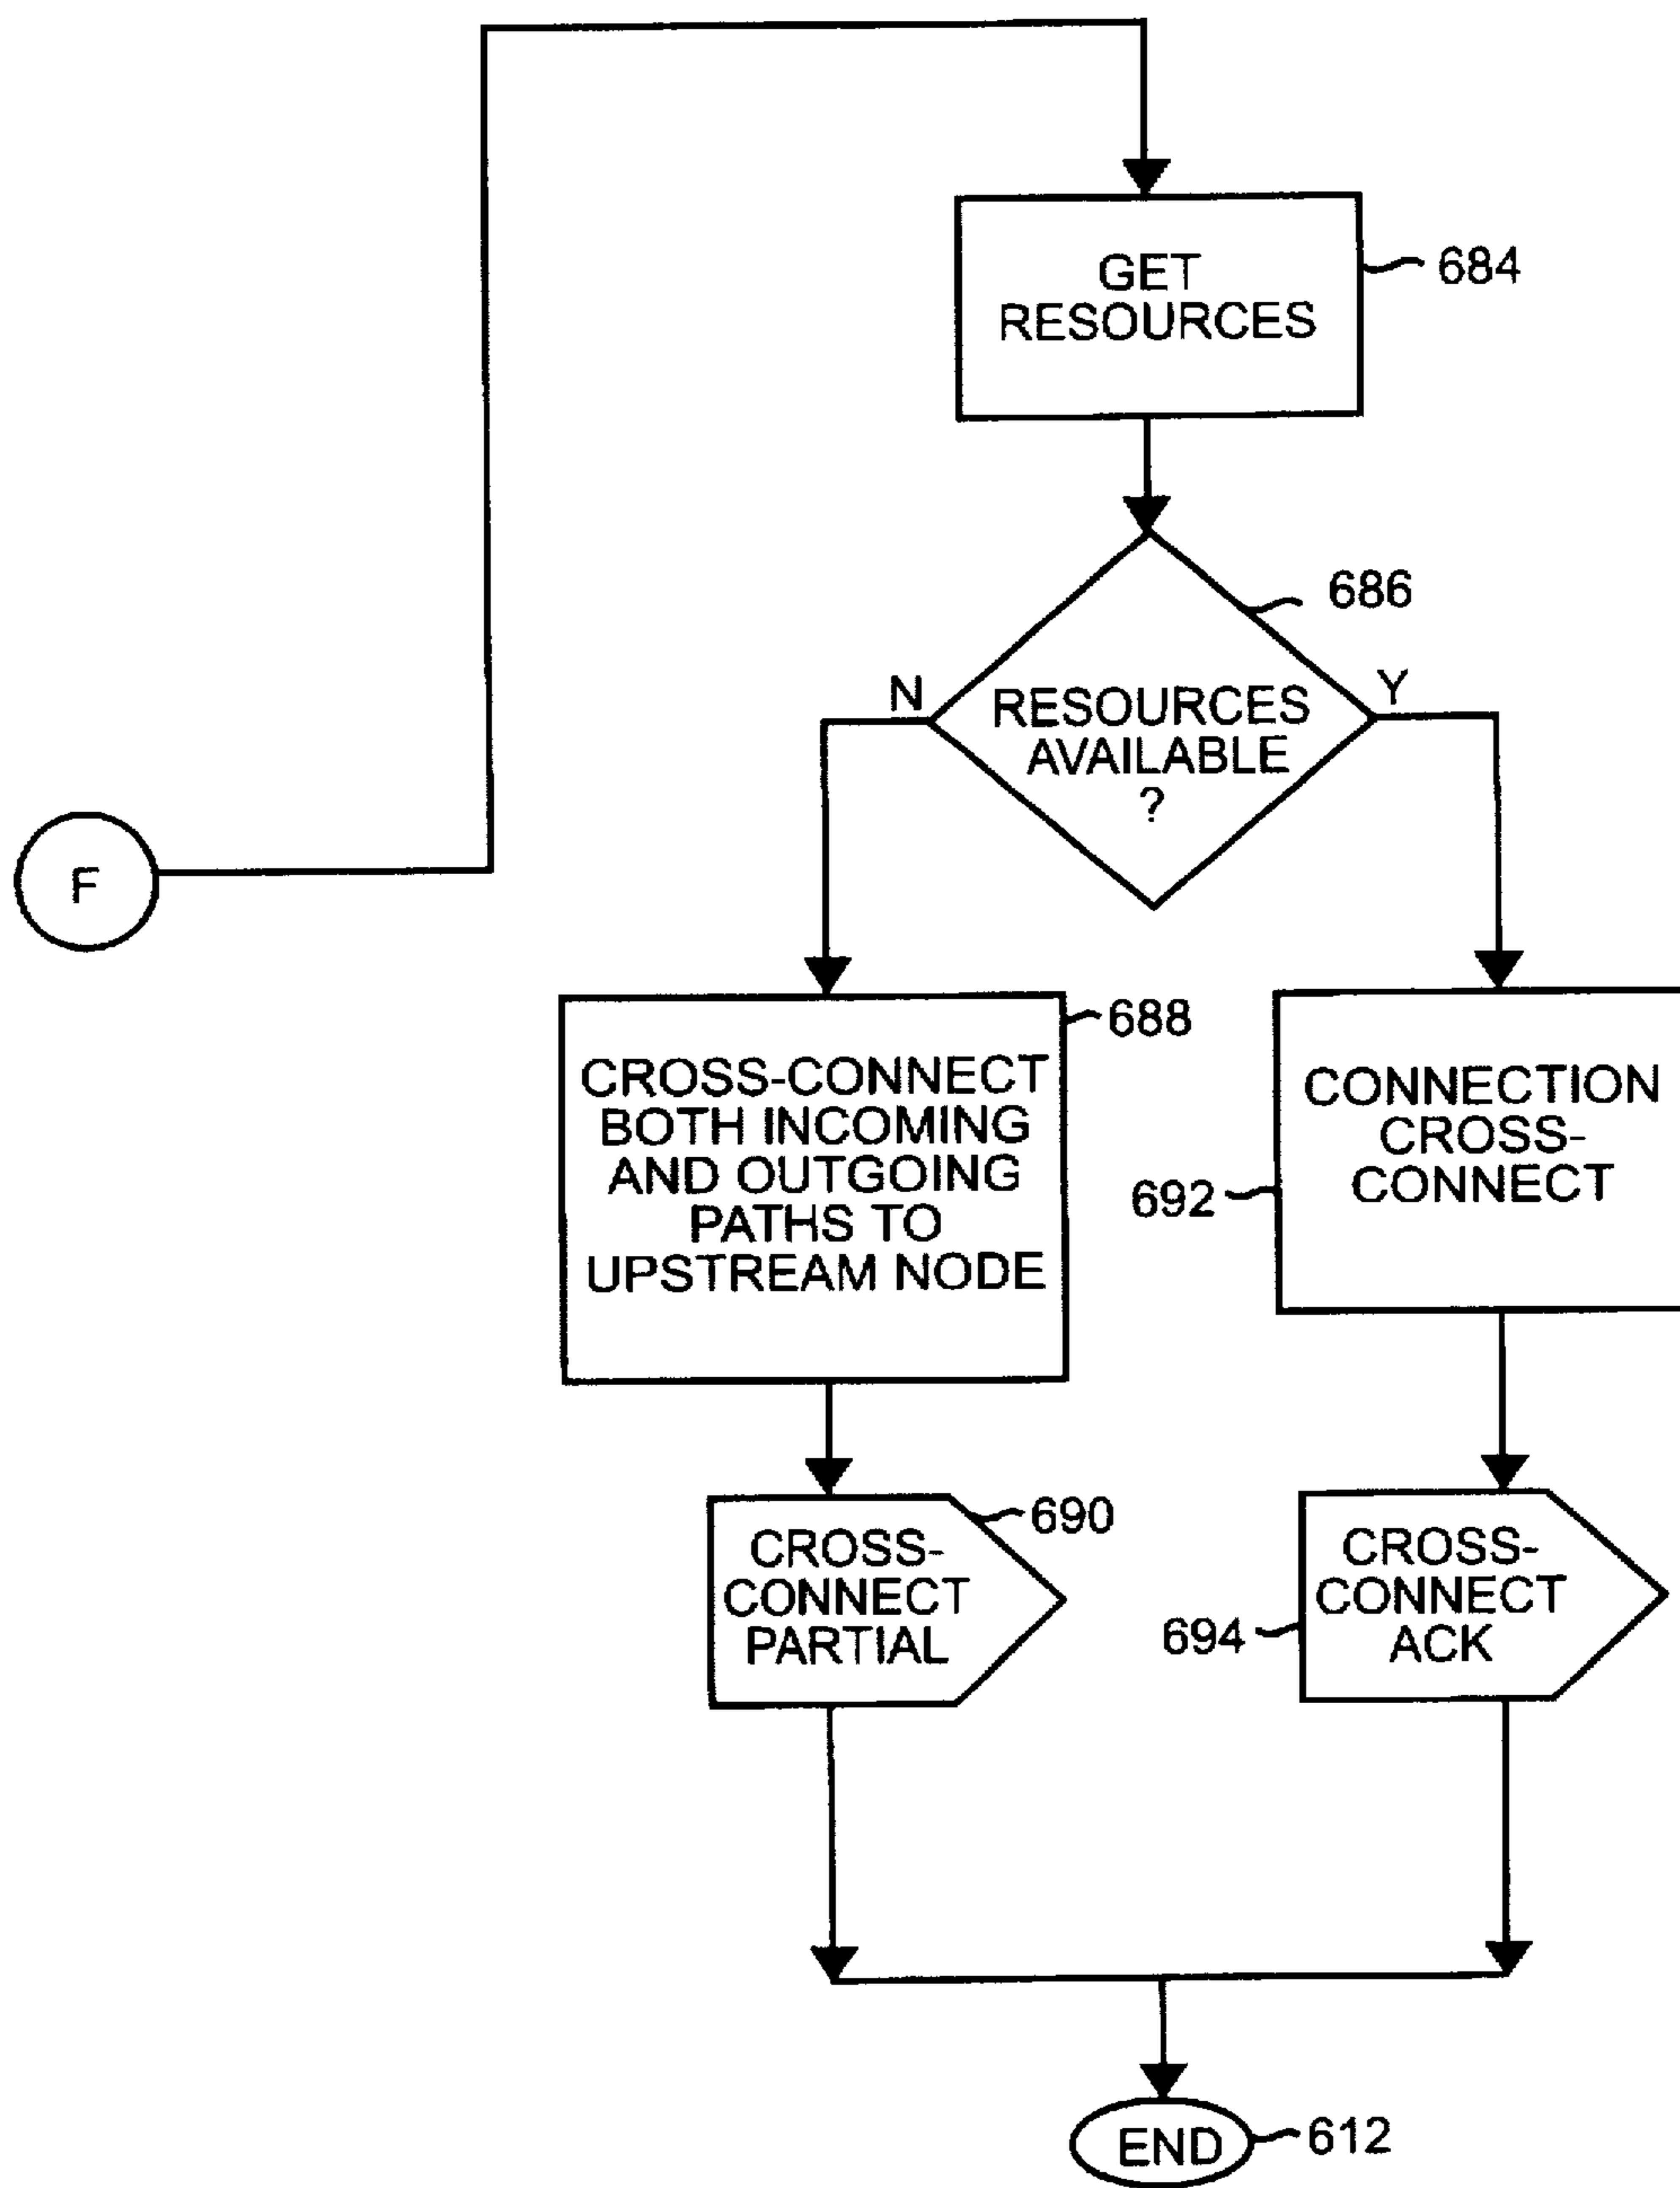 GET
RESOURCES
684
686
N
Y
RESOURCES
AVAILABLE
?
F
688
CROSS-CONNECT
BOTH INCOMING
AND OUTGOING
PATHS TO
UPSTREAM NODE
CONNECTION
CROSS-
CONNECT
692
690
CROSS-
CONNECT
PARTIAL
CROSS-
CONNECT
ACK
694
END
612